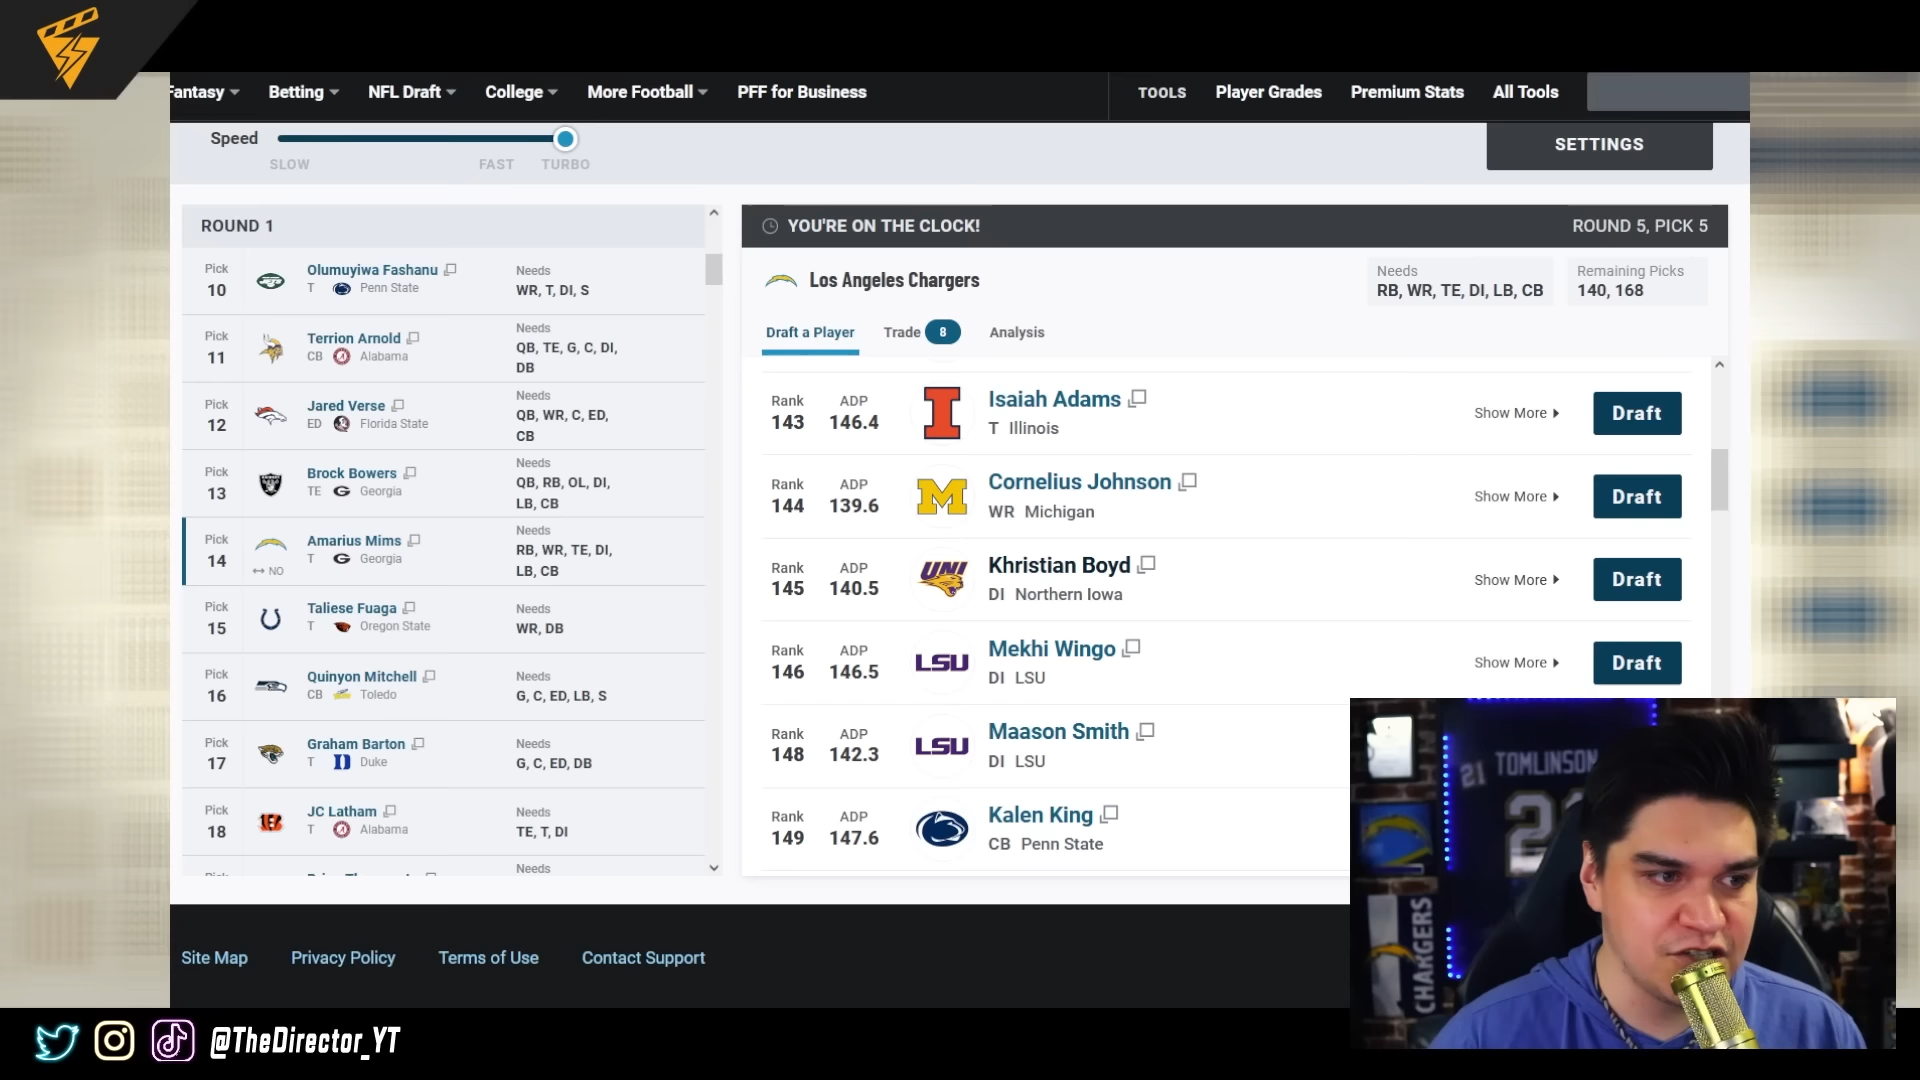 Fantasy
Betting
NFL Draft
College
More Football
PFF for Business
TOOLS
Player Grades
Premium Stats
All Tools
Speed
SLOW
FAST
TURBO
SETTINGS
ROUND 1
Pick
10
Olumuyiwa Fashanu
T Penn State
Needs
WR, T, DI, S
Pick
11
Terrion Arnold
CB Alabama
Needs
QB, TE, G, C, DI,
DB
Pick
12
Jared Verse
ED Florida State
Needs
QB, WR, C, ED,
CB
Pick
13
Brock Bowers
TE Georgia
Needs
QB, RB, OL, DI,
LB, CB
Pick
14
NO
Amarius Mims
T Georgia
Needs
RB, WR, TE, DI,
LB, CB
Pick
15
Taliese Fuaga
T Oregon State
Needs
WR, DB
Pick
16
Quinyon Mitchell
CB Toledo
Needs
G, C, ED, LB, S
Pick
17
Graham Barton
T Duke
Needs
G, C, ED, DB
Pick
18
JC Latham
T Alabama
Needs
TE, T, DI
Needs
YOU'RE ON THE CLOCK!
ROUND 5, PICK 5
Los Angeles Chargers
Needs
RB, WR, TE, DI, LB, CB
Remaining Picks
140, 168
Draft a Player
Trade 8
Analysis
Rank
143
ADP
146.4
I
Isaiah Adams
T Illinois
Show More
Draft
Rank
144
ADP
139.6
M
Cornelius Johnson
WR Michigan
Show More
Draft
Rank
145
ADP
140.5
UNI
Khristian Boyd
DI Northern Iowa
Show More
Draft
Rank
146
ADP
146.5
LSU
Mekhi Wingo
DI LSU
Show More
Draft
Rank
148
ADP
142.3
LSU
Maason Smith
DI LSU
Rank
149
ADP
147.6
Kalen King
CB Penn State
21 TOMLINSON
CHARGERS
Site Map
Privacy Policy
Terms of Use
Contact Support
@TheDirector_YT